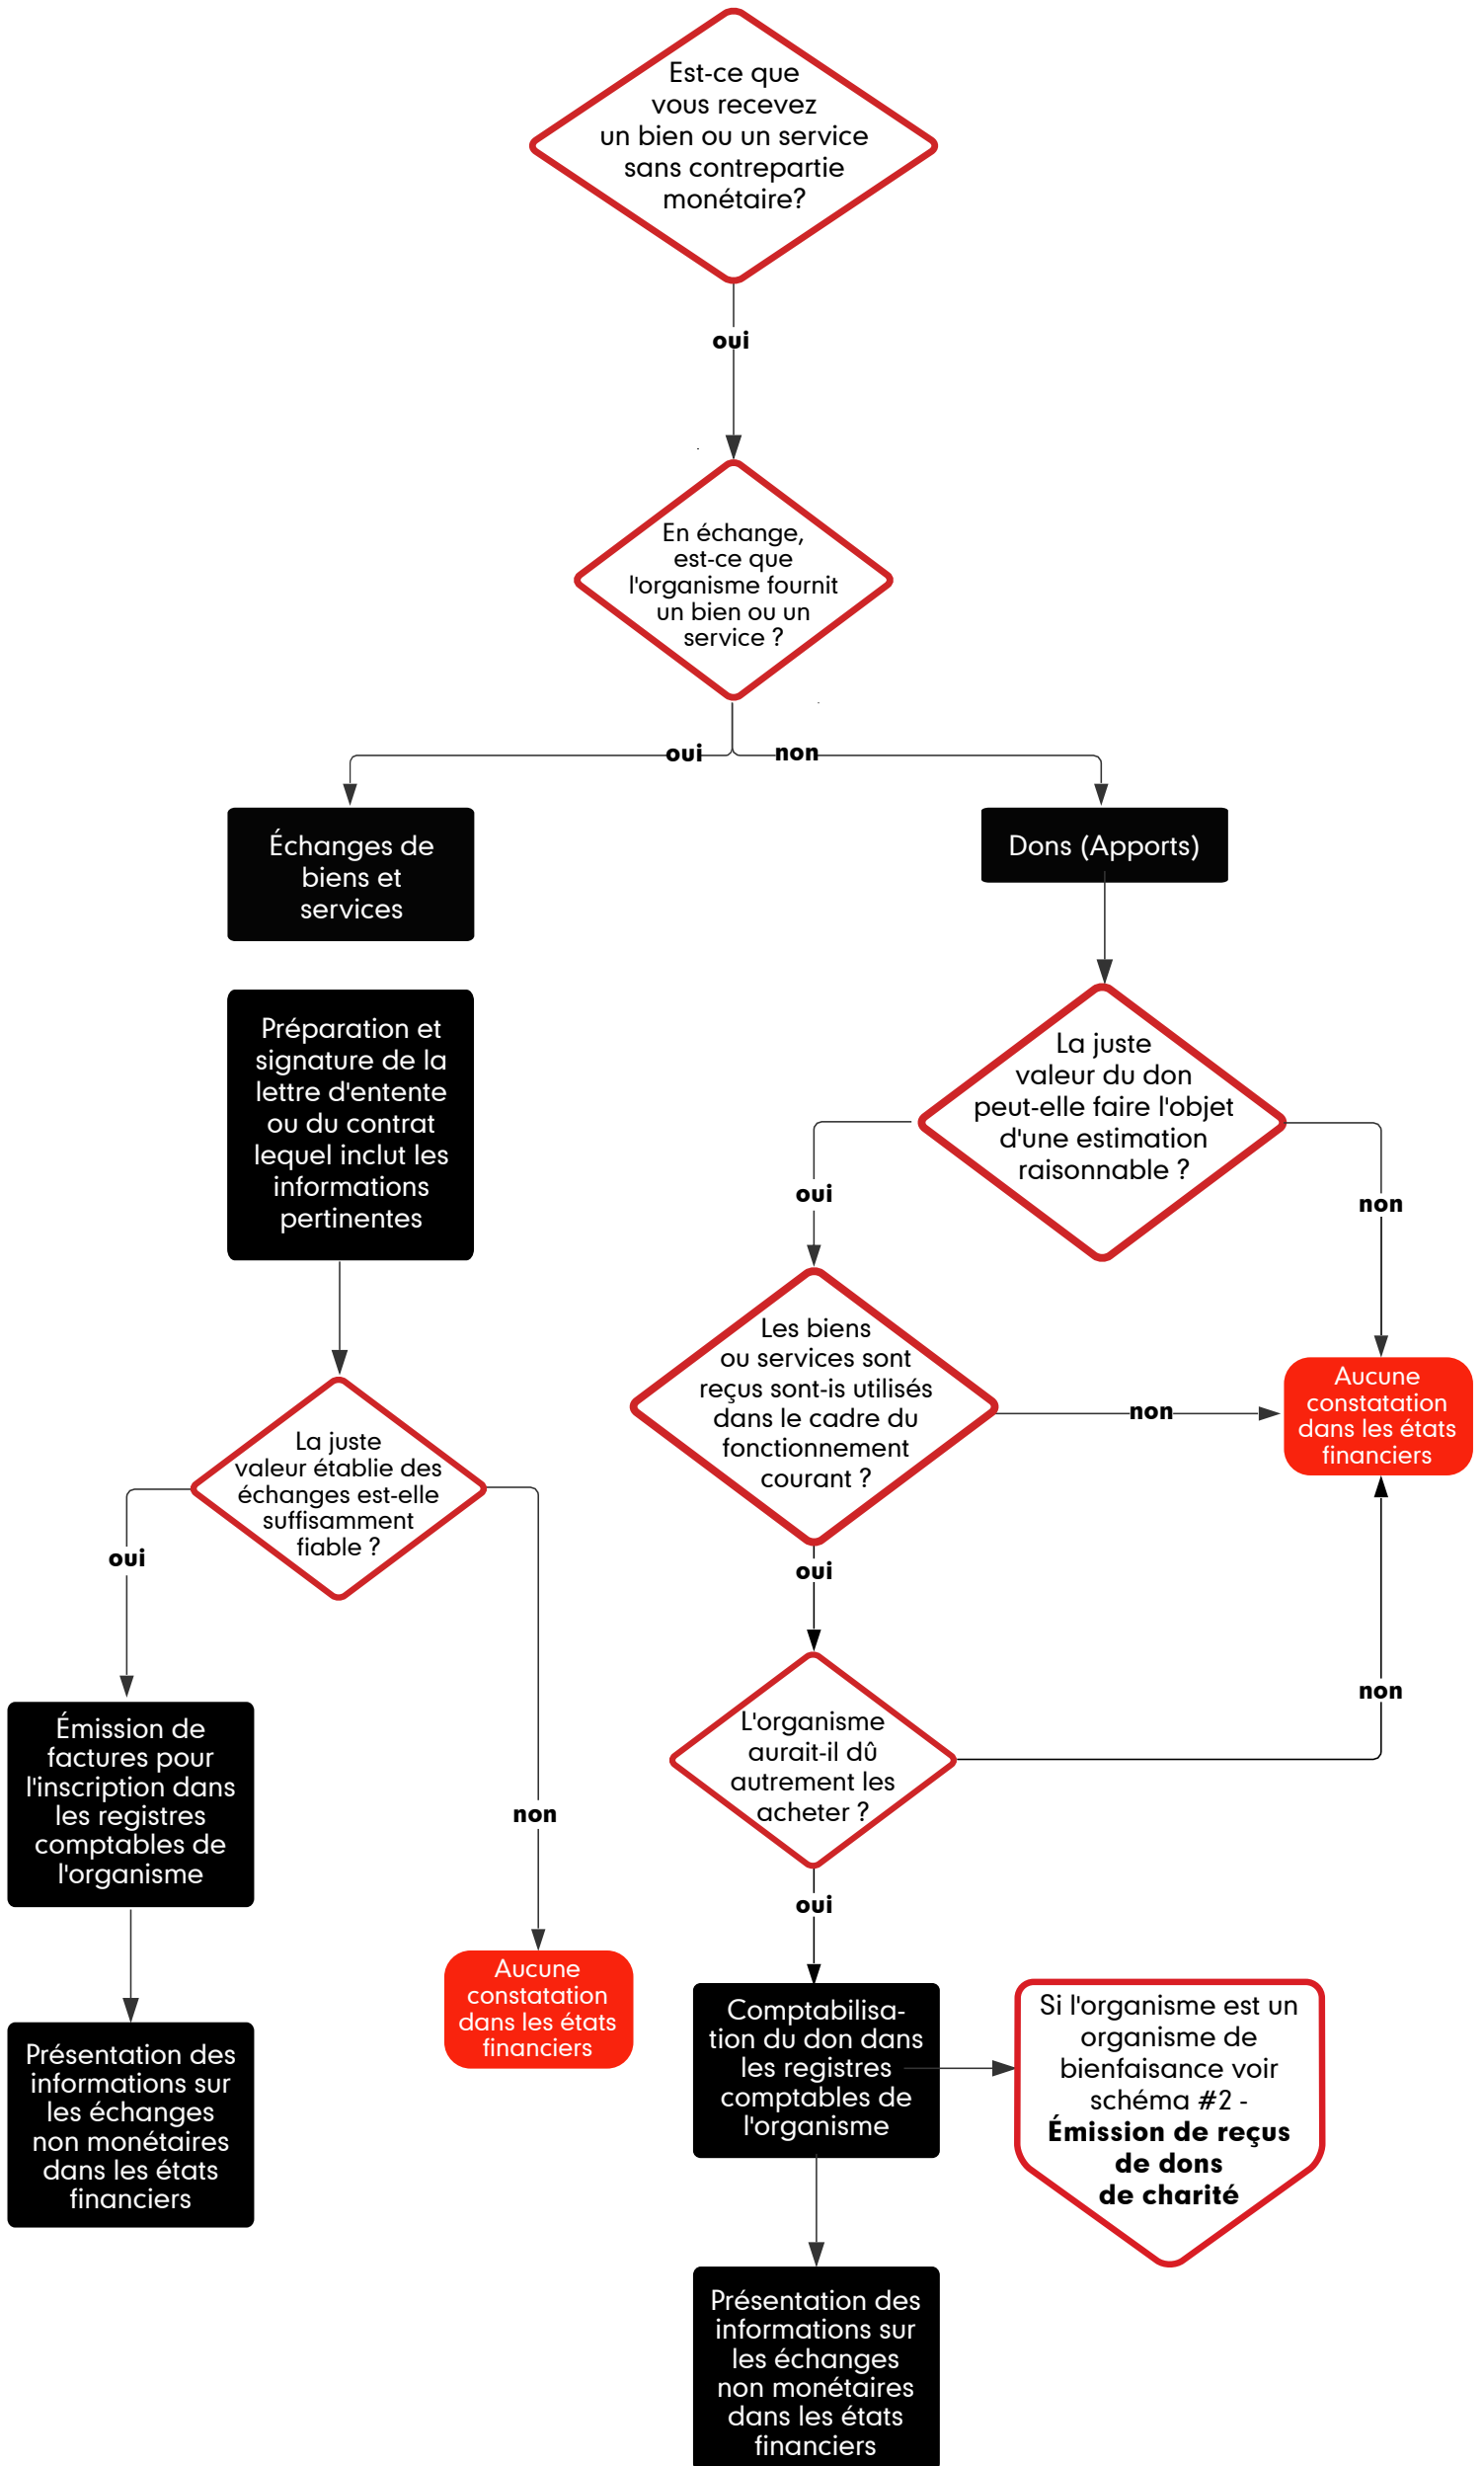 Est-ce que
vous recevez
un bien ou un service
sans contrepartie
monétaire?
oui
En échange,
est-ce que
l'organisme fournit
un bien ou un
service ?
oui
non
Échanges de
biens et
services
Dons (Apports)
Préparation et
signature de la
lettre d'entente
ou du contrat
lequel inclut les
informations
pertinentes
La juste
valeur du don
peut-elle faire l'objet
d'une estimation
raisonnable ?
oui
non
Les biens
ou services sont
reçus sont-is utilisés
dans le cadre du
fonctionnement
courant ?
non
Aucune
constatation
dans les états
financiers
La juste
valeur établie des
échanges est-elle
suffisamment
fiable ?
oui
oui
non
L'organisme
aurait-il dû
autrement les
acheter ?
Émission de
factures pour
l'inscription dans
les registres
comptables de
l'organisme
non
oui
Aucune
constatation
dans les états
financiers
Comptabilisa-
tion du don dans
les registres
comptables de
l'organisme
Si l'organisme est un
organisme de
bienfaisance voir
schéma #2 -
Émission de reçus
de dons
de charité
Présentation des
informations sur
les échanges
non monétaires
dans les états
financiers
Présentation des
informations sur
les échanges
non monétaires
dans les états
financiers